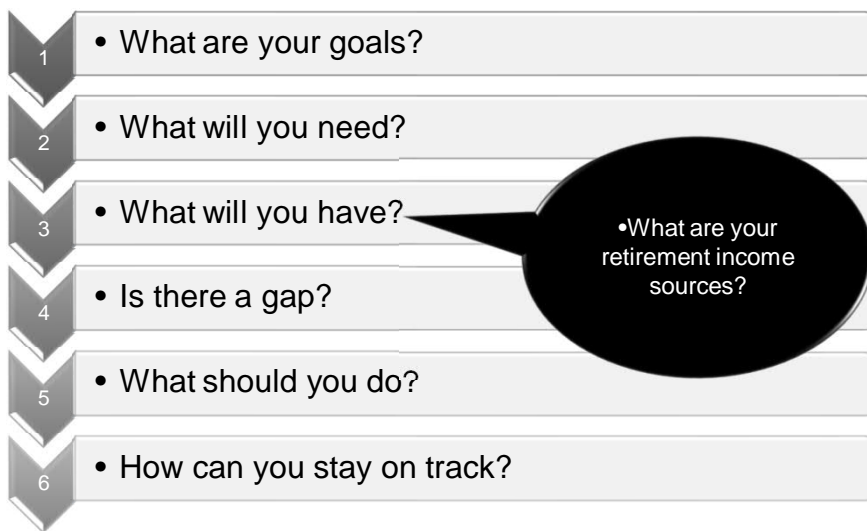 1 • What are your goals?
2 • What will you need?
3 • What will you have?
•What are your
retirement income
sources?
4 • Is there a gap?
5 • What should you do?
6 • How can you stay on track?